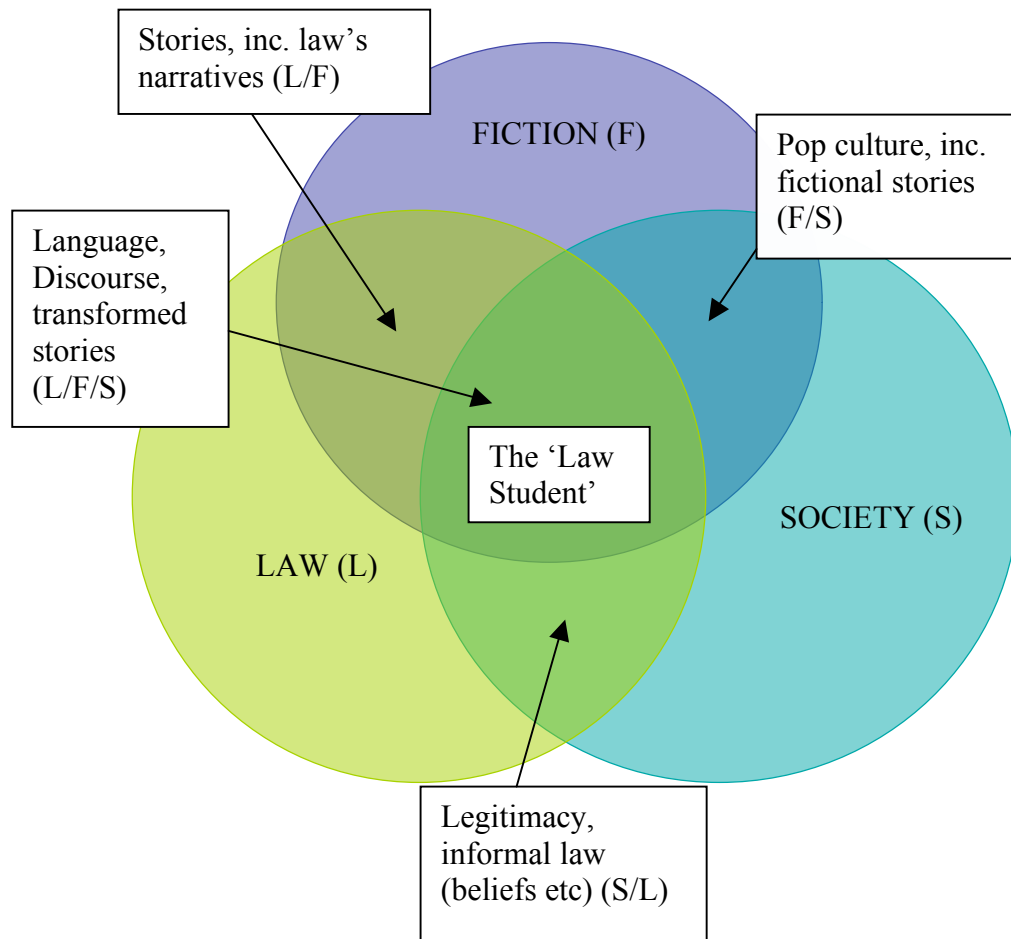 Stories, inc. law’s
narratives (L/F)
FICTION (F)
Pop culture, inc.
fictional stories
(F/S)
Language,
Discourse,
transformed
stories
(L/F/S)
The ‘Law
Student’
SOCIETY (S)
LAW (L)
Legitimacy,
informal law
(beliefs etc) (S/L)